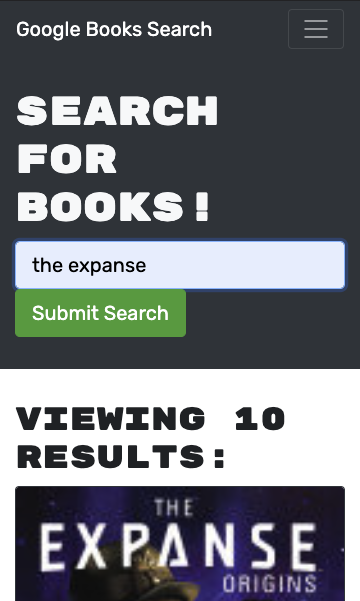 Google Books Search
SEARCH
FOR
BOOKS!
the expanse
Submit Search
VIEWING 10
RESULTS:
THE
EXPANSE
ORIGINS